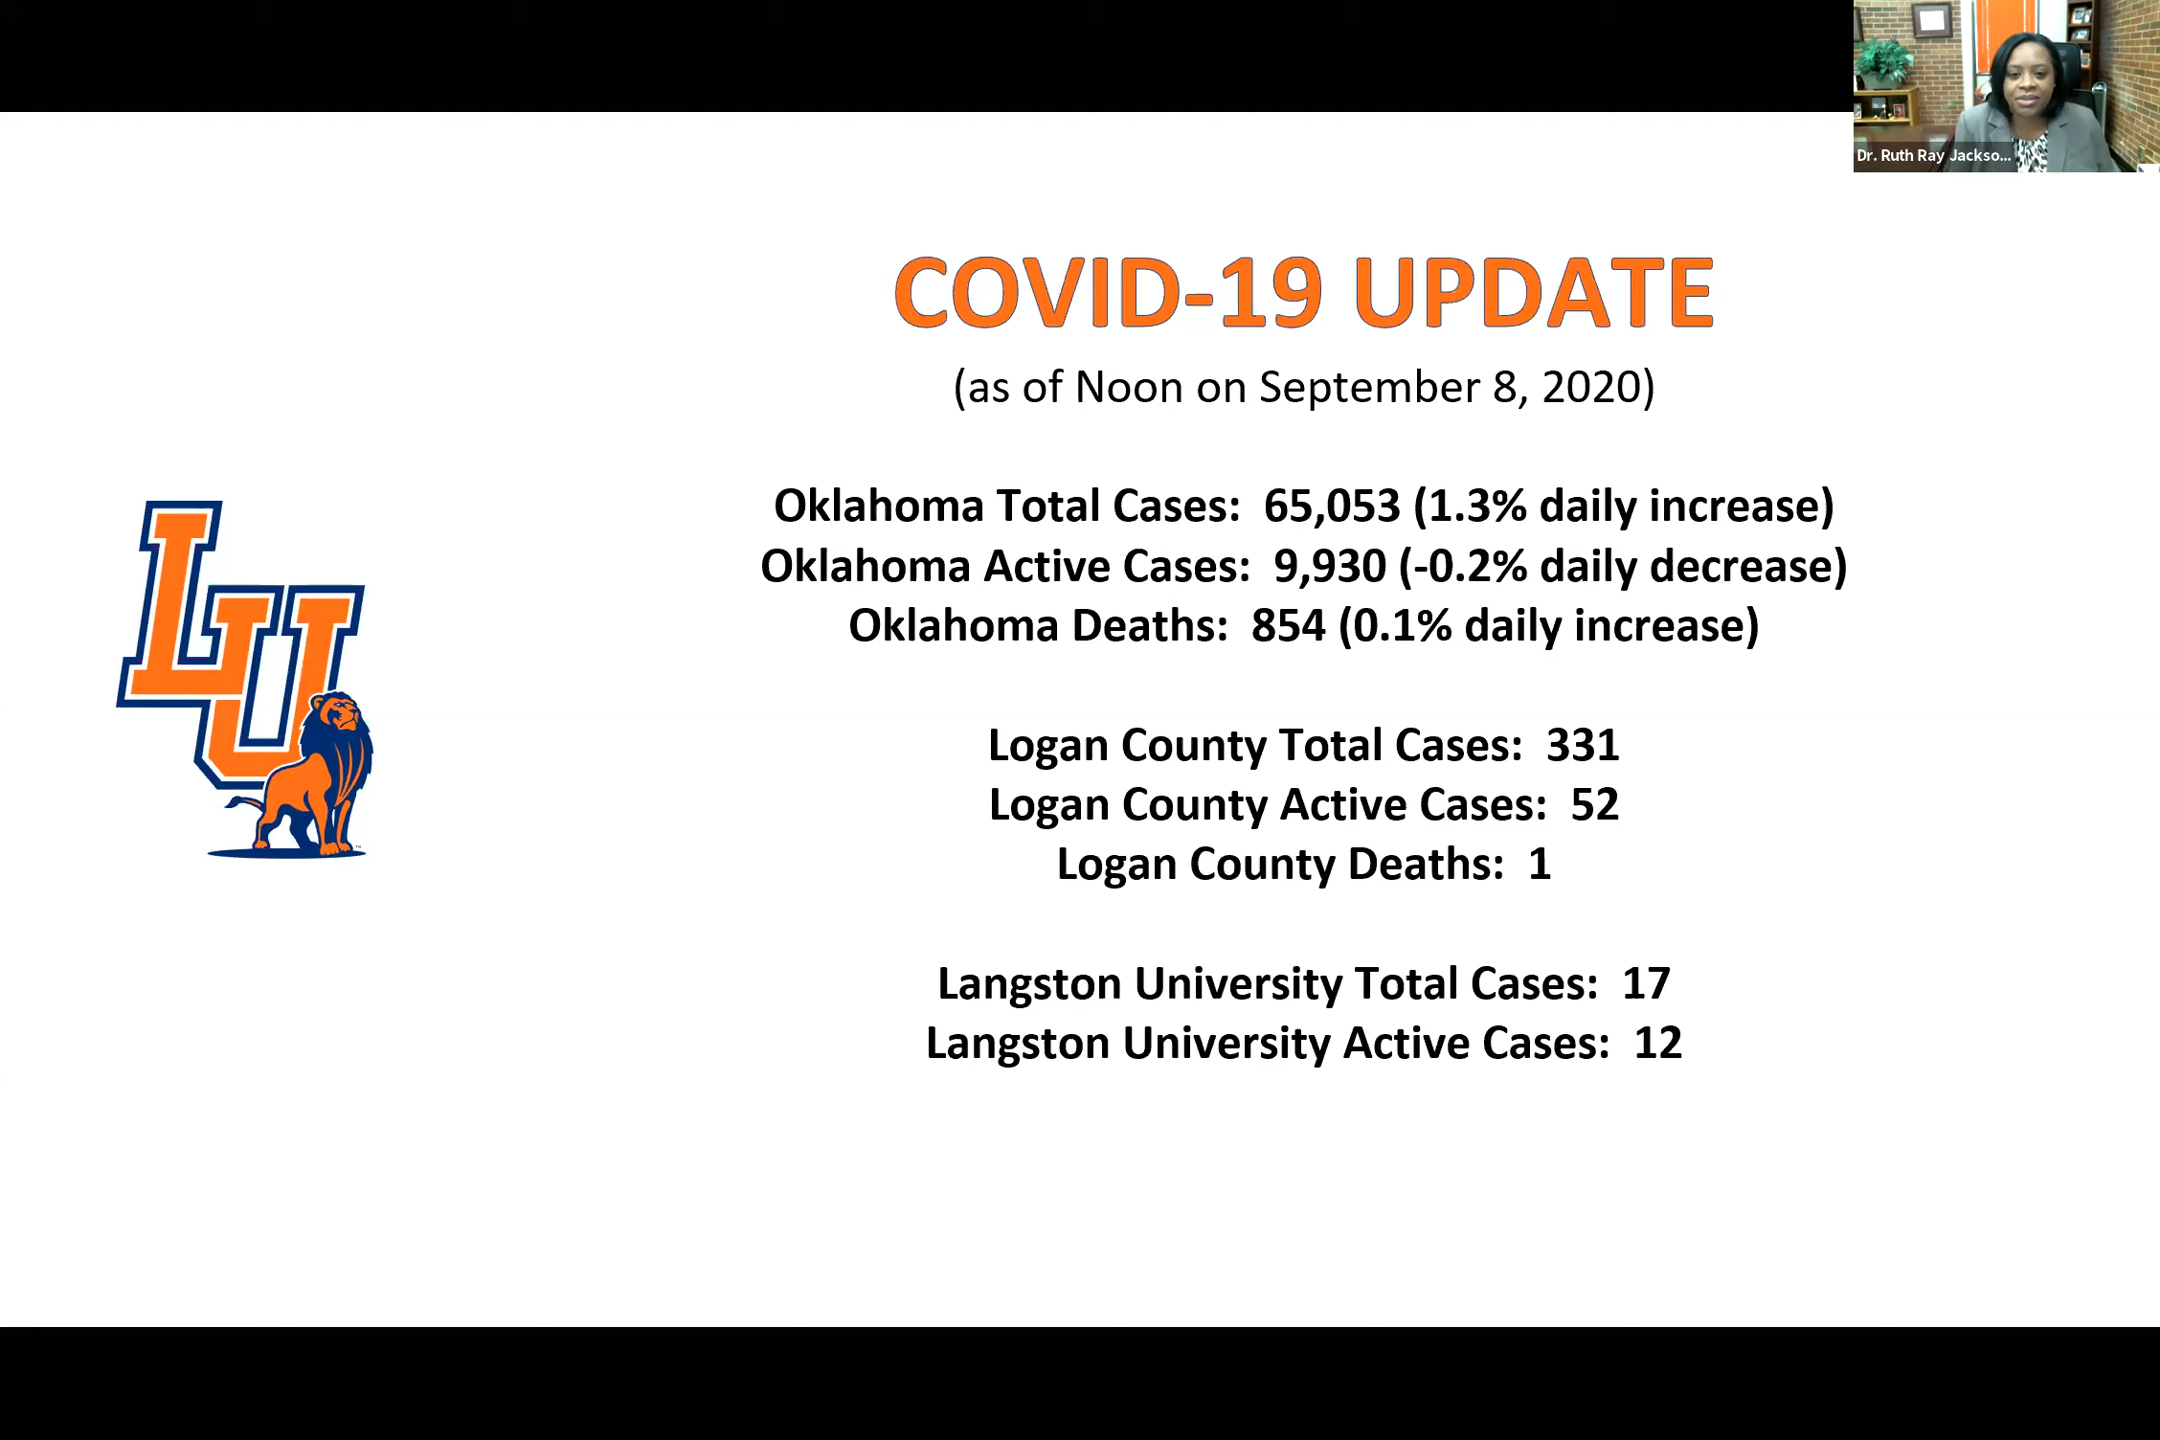 Dr. Ruth Ray Jackso...
COVID-19 UPDATE
(as of Noon on September 8, 2020)
Oklahoma Total Cases: 65,053 (1.3% daily increase)
Oklahoma Active Cases: 9,930 (-0.2% daily decrease)
Oklahoma Deaths: 854 (0.1% daily increase)
LU
Logan County Total Cases: 331
Logan County Active Cases: 52
Logan County Deaths: 1
Langston University Total Cases: 17
Langston University Active Cases: 12